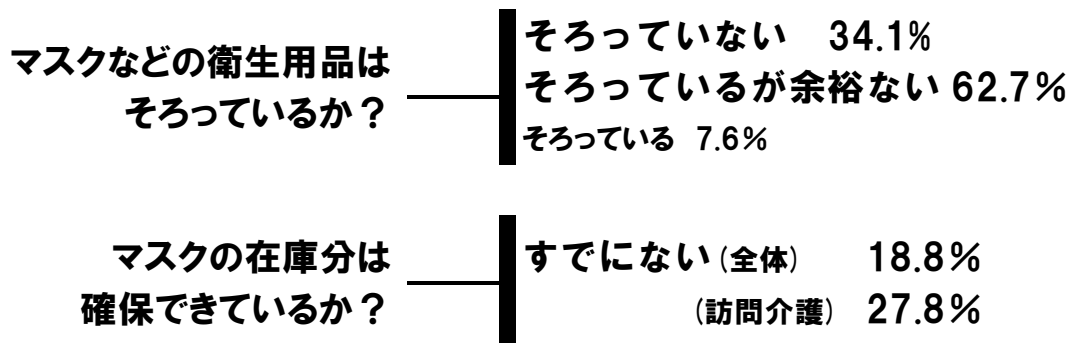 マスクなどの衛生用品は
そろっているか？
そろっていない 34.1%
そろっているが余裕ない 62.7%
そろっている 7.6%
マスクの在庫分は
確保できているか？
すでにない(全体) 18.8%
(訪問介護) 27.8%